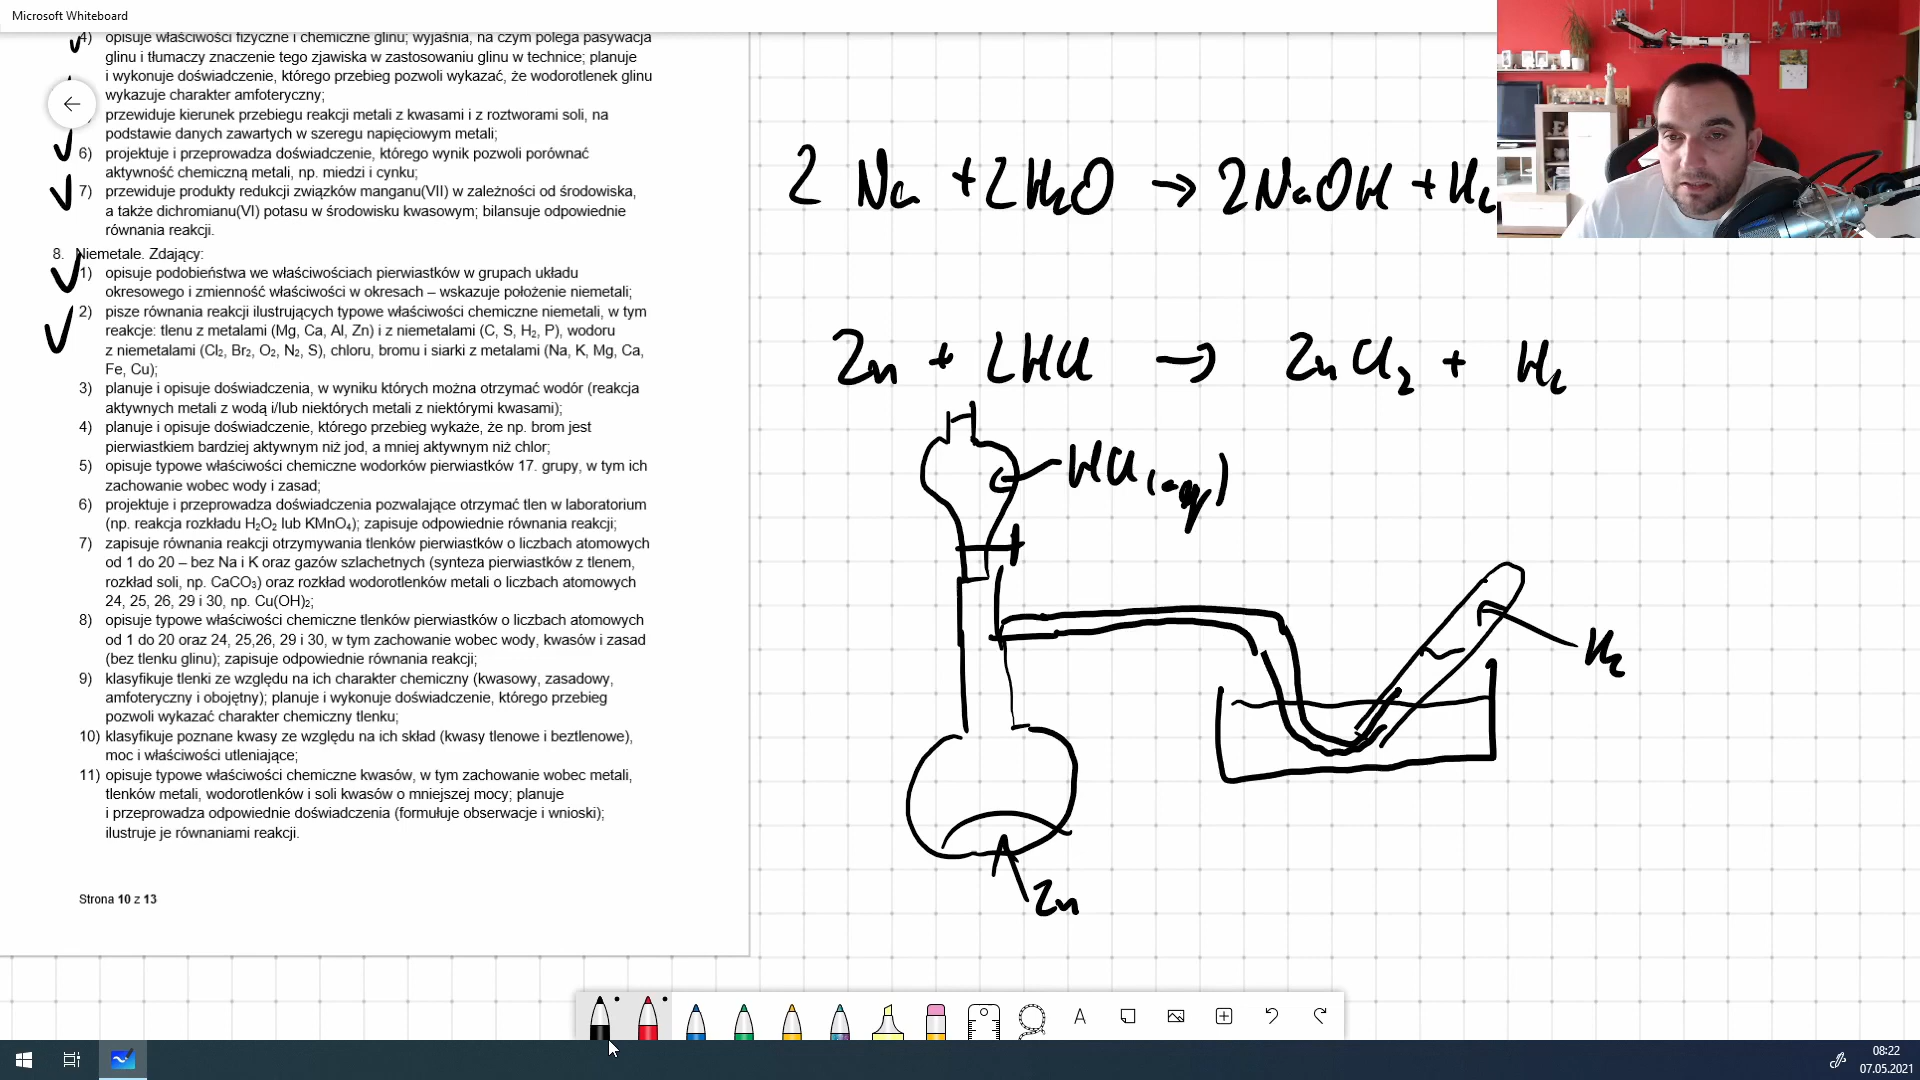 Microsoft Whiteboard
4) opisuje właściwości fizyczne i chemiczne glinu; wyjaśnia, na czym polega pasywacja
glinu i tłumaczy znaczenie tego zjawiska w zastosowaniu glinu w technice; planuje
i wykonuje doświadczenie, którego przebieg pozwoli wykazać, że wodorotlenek glinu
wykazuje charakter amfoteryczny;
przewiduje kierunek przebiegu reakcji metali z kwasami i z roztworami soli, na
podstawie danych zawartych w szeregu napięciowym metali;
6) projektuje i przeprowadza doświadczenie, którego wynik pozwoli porównać
aktywność chemiczną metali, np. miedzi i cynku;
7) przewiduje produkty redukcji związków manganu(VII) w zależności od środowiska,
a także dichromianu(VI) potasu w środowisku kwasowym; bilansuje odpowiednie
równania reakcji.
8. Niemetale. Zdający:
1) opisuje podobieństwa we właściwościach pierwiastków w grupach układu
okresowego i zmienność właściwości w okresach – wskazuje położenie niemetali;
2) pisze równania reakcji ilustrujących typowe właściwości chemiczne niemetali, w tym
reakcje: tlenu z metalami (Mg, Ca, Al, Zn) i z niemetalami (C, S, H₂, P), wodoru
z niemetalami (Cl₂, Br₂, O₂, N₂, S), chloru, bromu i siarki z metalami (Na, K, Mg, Ca,
Fe, Cu);
3) planuje i opisuje doświadczenia, w wyniku których można otrzymać wodór (reakcja
aktywnych metali z wodą i/lub niektórych metali z niektórymi kwasami);
4) planuje i opisuje doświadczenie, którego przebieg wykaże, że np. brom jest
pierwiastkiem bardziej aktywnym niż jod, a mniej aktywnym niż chlor;
5) opisuje typowe właściwości chemiczne wodorków pierwiastków 17. grupy, w tym ich
zachowanie wobec wody i zasad;
6) projektuje i przeprowadza doświadczenia pozwalające otrzymać tlen w laboratorium
(np. reakcja rozkładu H₂O₂ lub KMnO₄); zapisuje odpowiednie równania reakcji;
7) zapisuje równania reakcji otrzymywania tlenków pierwiastków o liczbach atomowych
od 1 do 20 – bez Na i K oraz gazów szlachetnych (synteza pierwiastków z tlenem,
rozkład soli, np. CaCO₃) oraz rozkład wodorotlenków metali o liczbach atomowych
24, 25, 26, 29 i 30, np. Cu(OH)₂;
8) opisuje typowe właściwości chemiczne tlenków pierwiastków o liczbach atomowych
od 1 do 20 oraz 24, 25,26, 29 i 30, w tym zachowanie wobec wody, kwasów i zasad
(bez tlenku glinu); zapisuje odpowiednie równania reakcji;
9) klasyfikuje tlenki ze względu na ich charakter chemiczny (kwasowy, zasadowy,
amfoteryczny i obojętny); planuje i wykonuje doświadczenie, którego przebieg
pozwoli wykazać charakter chemiczny tlenku;
10) klasyfikuje poznane kwasy ze względu na ich skład (kwasy tlenowe i beztlenowe),
moc i właściwości utleniające;
11) opisuje typowe właściwości chemiczne kwasów, w tym zachowanie wobec metali,
tlenków metali, wodorotlenków i soli kwasów o mniejszej mocy; planuje
i przeprowadza odpowiednie doświadczenia (formułuje obserwacje i wnioski);
ilustruje je równaniami reakcji.
Strona 10 z 13
2 Na + 2H₂O → 2NaOH + H₂
Zn + 2HCl → ZnCl₂ + H₂
HCl(aq)
H₂
Zn
A
08:22
07.05.2021